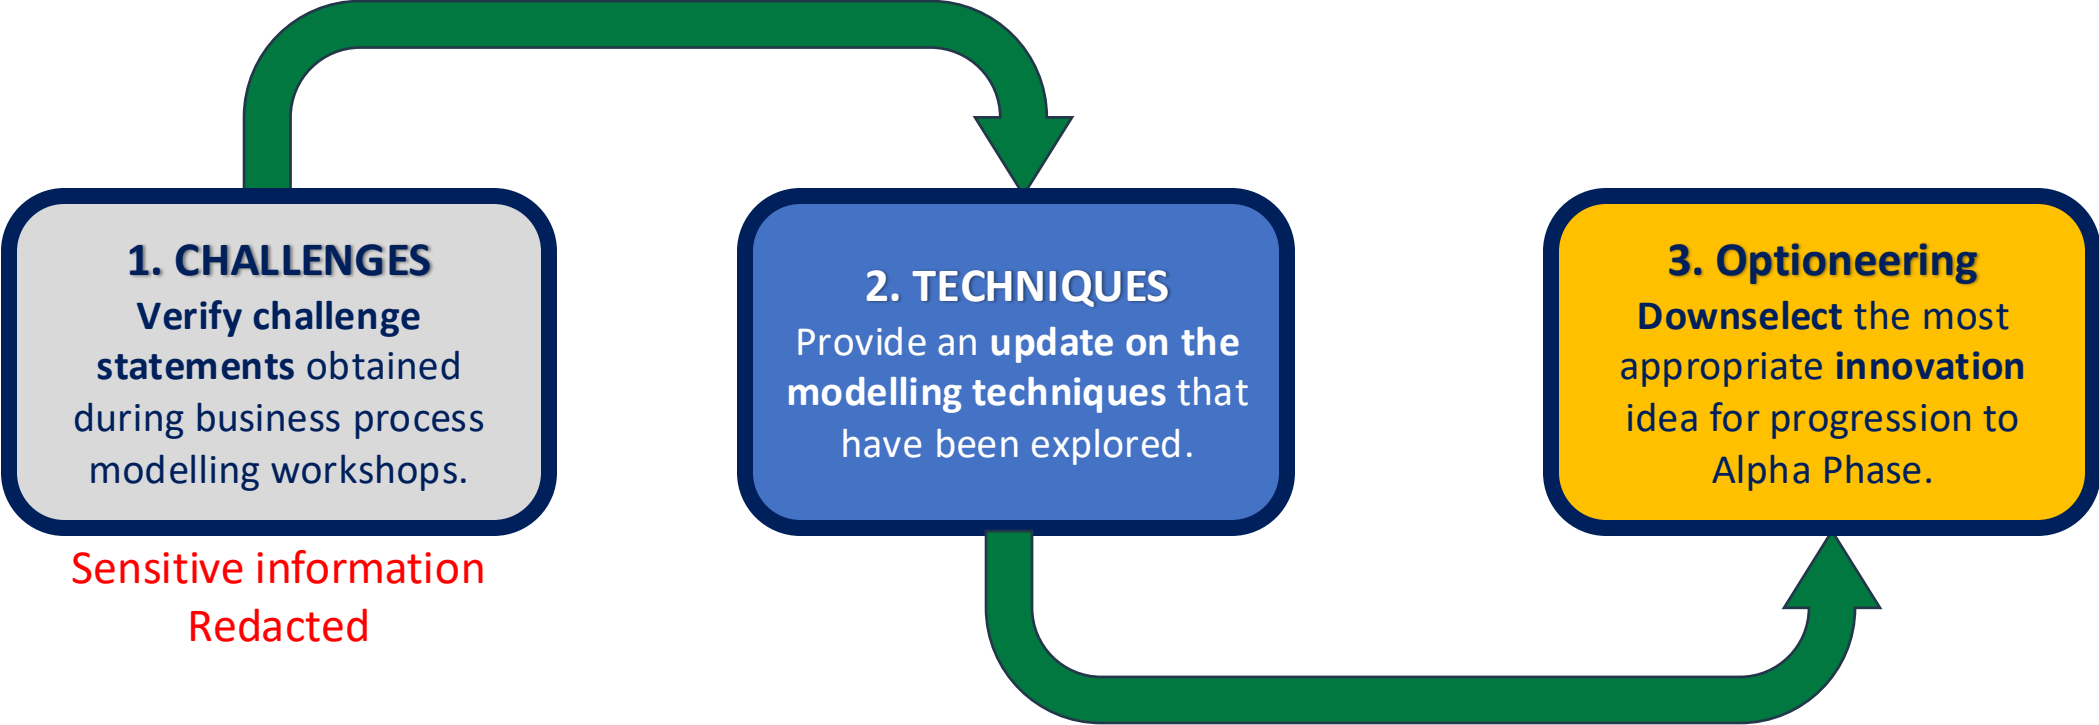 1. CHALLENGES
Verify challenge
statements obtained
during business process
modelling workshops.
Sensitive information
Redacted
2. TECHNIQUES
Provide an update on the
modelling techniques that
have been explored.
3. Optioneering
Downselect the most
appropriate innovation
idea for progression to
Alpha Phase.